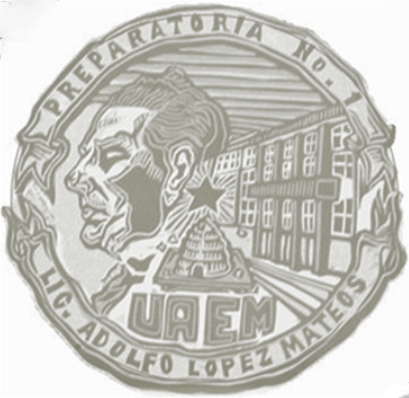 PREPARATORIA No. 1
UAEM
LIC. ADOLFO LOPEZ MATEOS